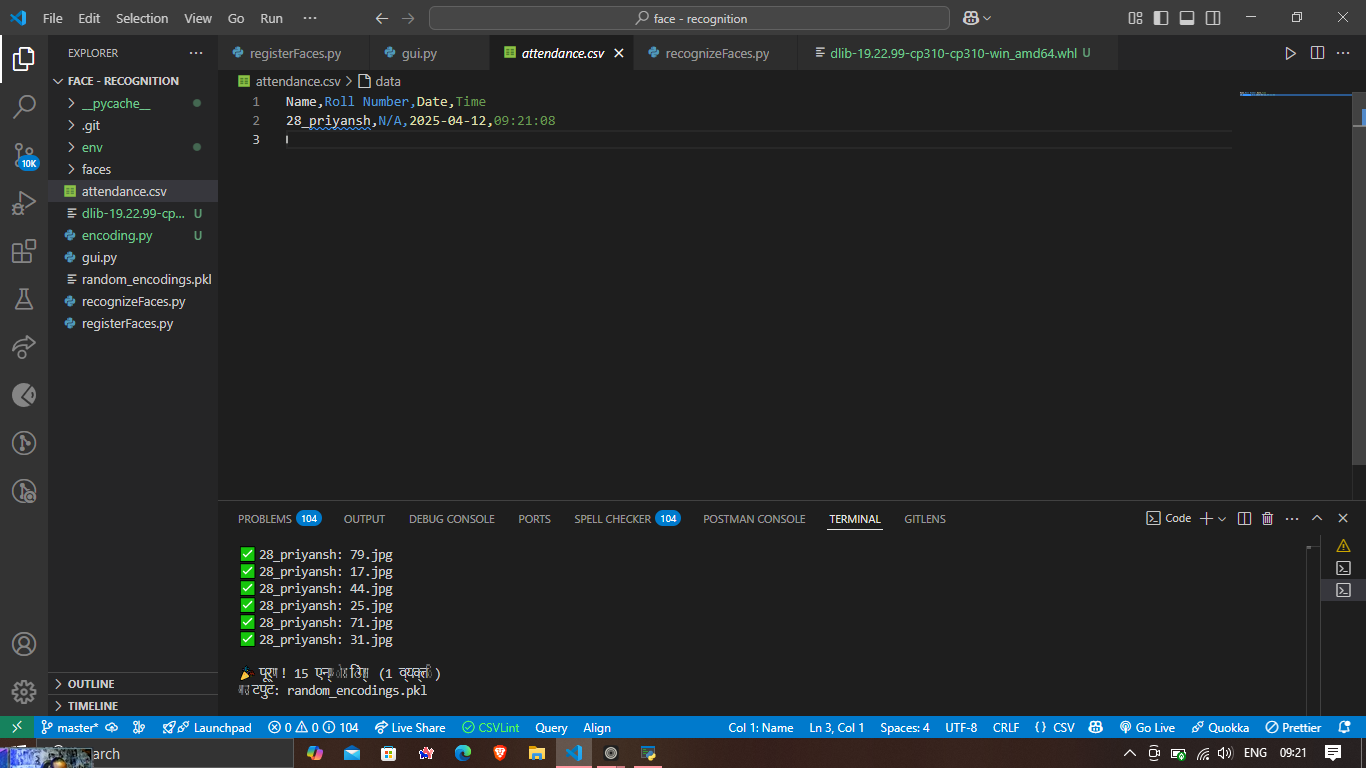 File Edit Selection View Go Run ···
face - recognition
EXPLORER ···
registerFaces.py
gui.py
attendance.csv
recognizeFaces.py
dlib-19.22.99-cp310-cp310-win_amd64.whl U
FACE - RECOGNITION
attendance.csv > data
__pycache__
.git
env
faces
attendance.csv
dlib-19.22.99-cp... U
encoding.py U
gui.py
random_encodings.pkl
recognizeFaces.py
registerFaces.py
10K
1 Name,Roll Number,Date,Time
2 28_priyansh,N/A,2025-04-12,09:21:08
3
PROBLEMS 104 OUTPUT DEBUG CONSOLE PORTS SPELL CHECKER 104 POSTMAN CONSOLE TERMINAL GITLENS
Code
✅ 28_priyansh: 79.jpg
✅ 28_priyansh: 17.jpg
✅ 28_priyansh: 44.jpg
✅ 28_priyansh: 25.jpg
✅ 28_priyansh: 71.jpg
✅ 28_priyansh: 31.jpg
! 15 (1 )
: random_encodings.pkl
OUTLINE
TIMELINE
master* Launchpad 0 0 104 Live Share CSVLint Query Align Col 1: Name Ln 3, Col 1 Spaces: 4 UTF-8 CRLF {} CSV Go Live Quokka Prettier
ENG 09:21